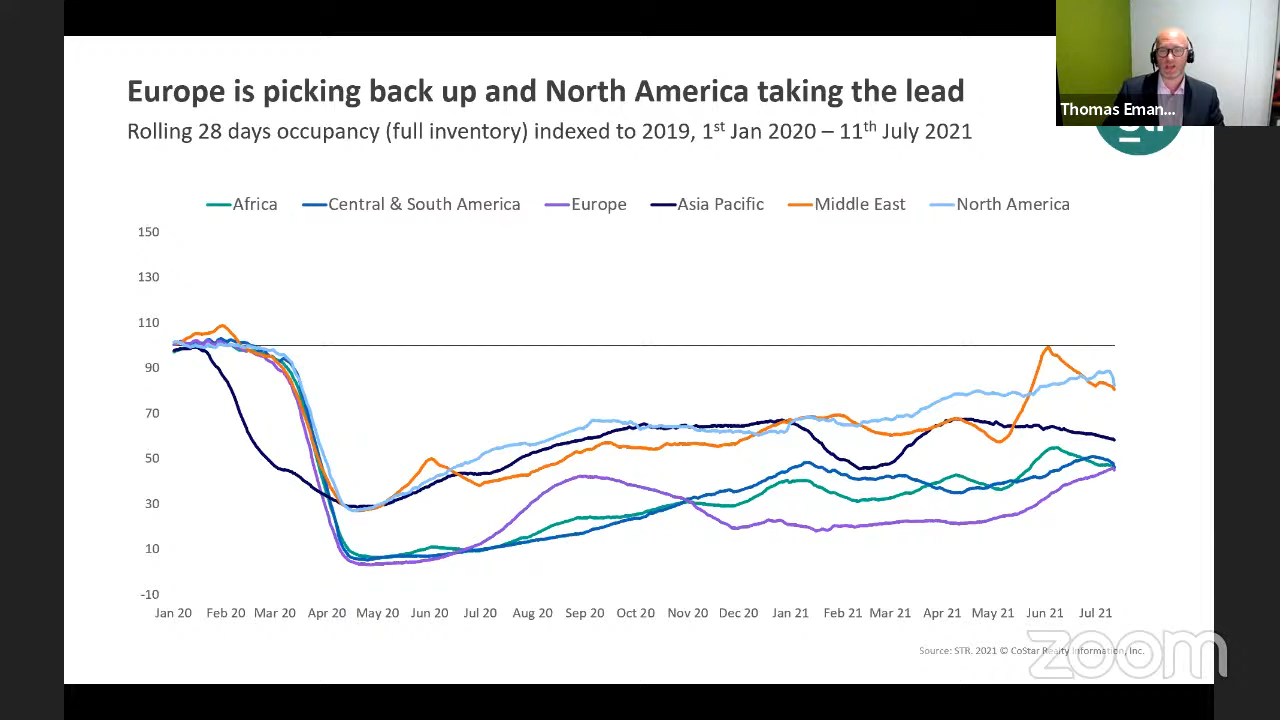 Europe is picking back up and North America taking the lead
Rolling 28 days occupancy (full inventory) indexed to 2019, 1st Jan 2020 – 11th July 2021
Thomas Eman...
str
Africa Central & South America Europe Asia Pacific Middle East North America
150
130
110
90
70
50
30
10
-10
Jan 20 Feb 20 Mar 20 Apr 20 May 20 Jun 20 Jul 20 Aug 20 Sep 20 Oct 20 Nov 20 Dec 20 Jan 21 Feb 21 Mar 21 Apr 21 May 21 Jun 21 Jul 21
Source: STR. 2021 © CoStar Realty Information, Inc.
zoom